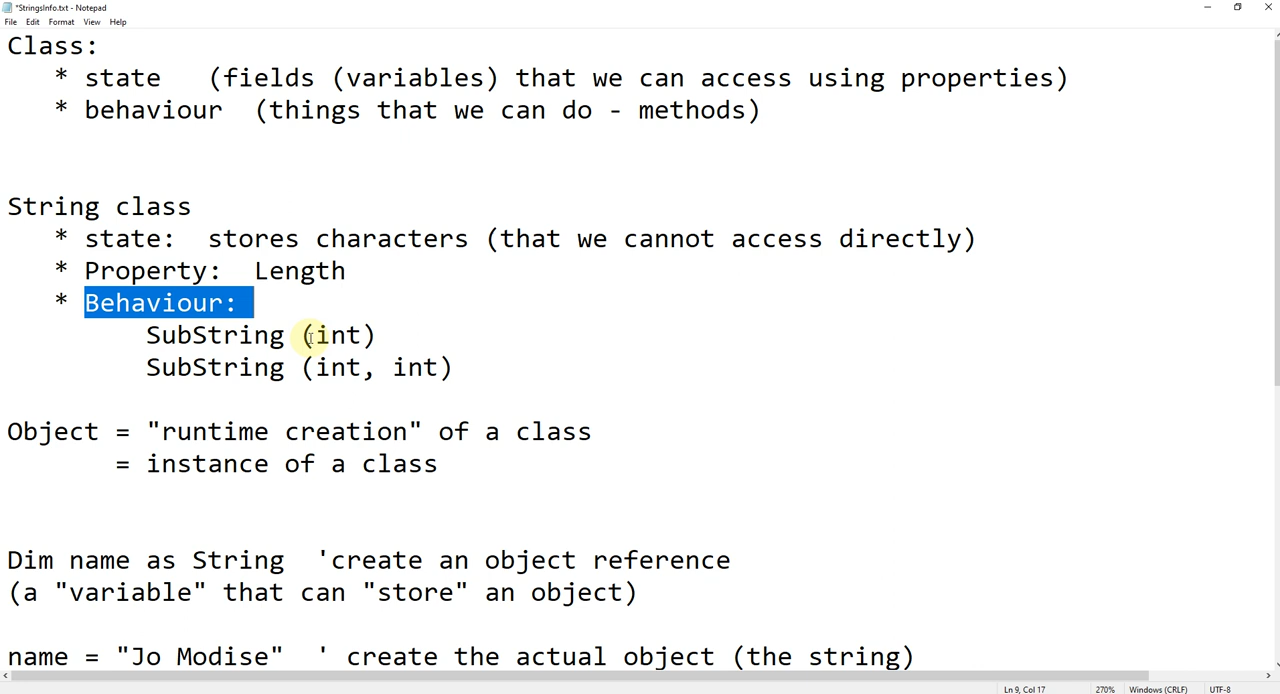 *StringsInfo.txt - Notepad
File Edit Format View Help
Class:
* state (fields (variables) that we can access using properties)
* behaviour (things that we can do - methods)
String class
* state: stores characters (that we cannot access directly)
* Property: Length
* Behaviour:
SubString (int)
SubString (int, int)
Object = "runtime creation" of a class
= instance of a class
Dim name as String 'create an object reference
(a "variable" that can "store" an object)
name = "Jo Modise" ' create the actual object (the string)
Ln 9, Col 17 270% Windows (CRLF) UTF-8